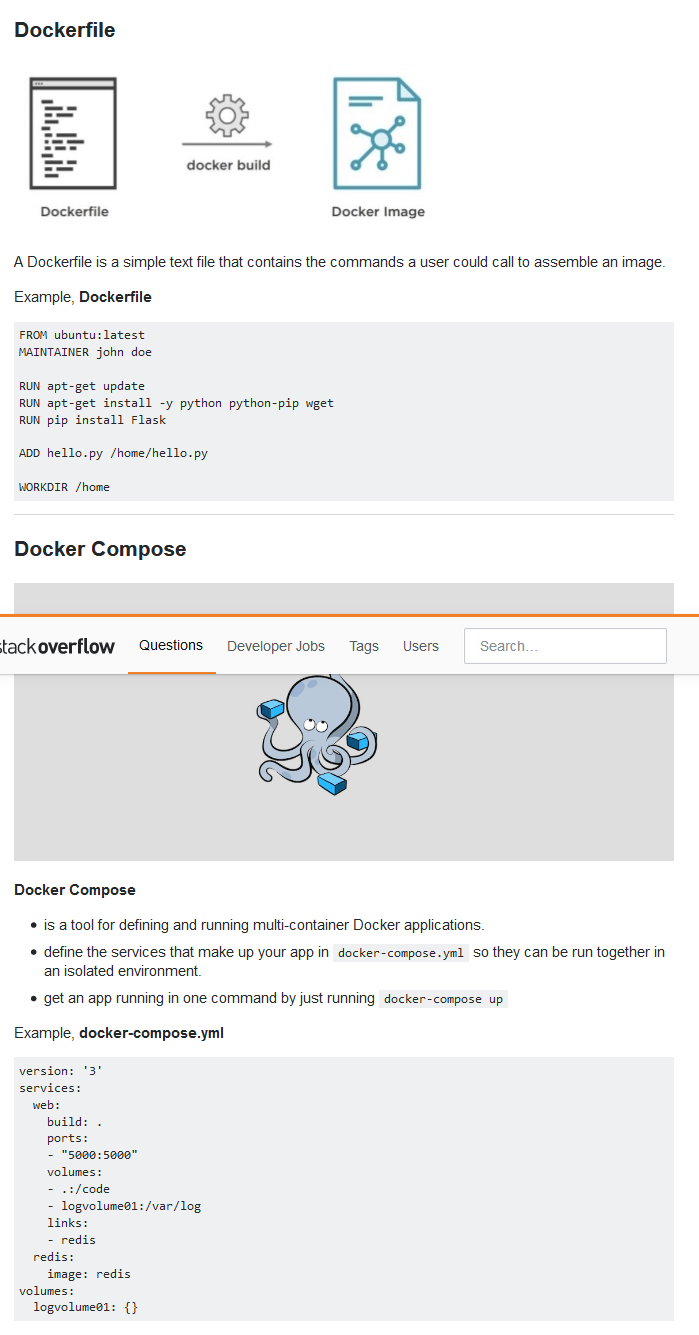 Dockerfile
docker build
Dockerfile
Docker Image
A Dockerfile is a simple text file that contains the commands a user could call to assemble an image.
Example, Dockerfile
FROM ubuntu:latest
MAINTAINER john doe
RUN apt-get update
RUN apt-get install -y python python-pip wget
RUN pip install Flask
ADD hello.py /home/hello.py
WORKDIR /home
Docker Compose
stackoverflow Questions Developer Jobs Tags Users Search...
Docker Compose
• is a tool for defining and running multi-container Docker applications.
• define the services that make up your app in docker-compose.yml so they can be run together in
an isolated environment.
• get an app running in one command by just running docker-compose up
Example, docker-compose.yml
version: '3'
services:
  web:
    build: .
    ports:
    - "5000:5000"
    volumes:
    - .:/code
    - logvolume01:/var/log
    links:
    - redis
  redis:
    image: redis
volumes:
  logvolume01: {}